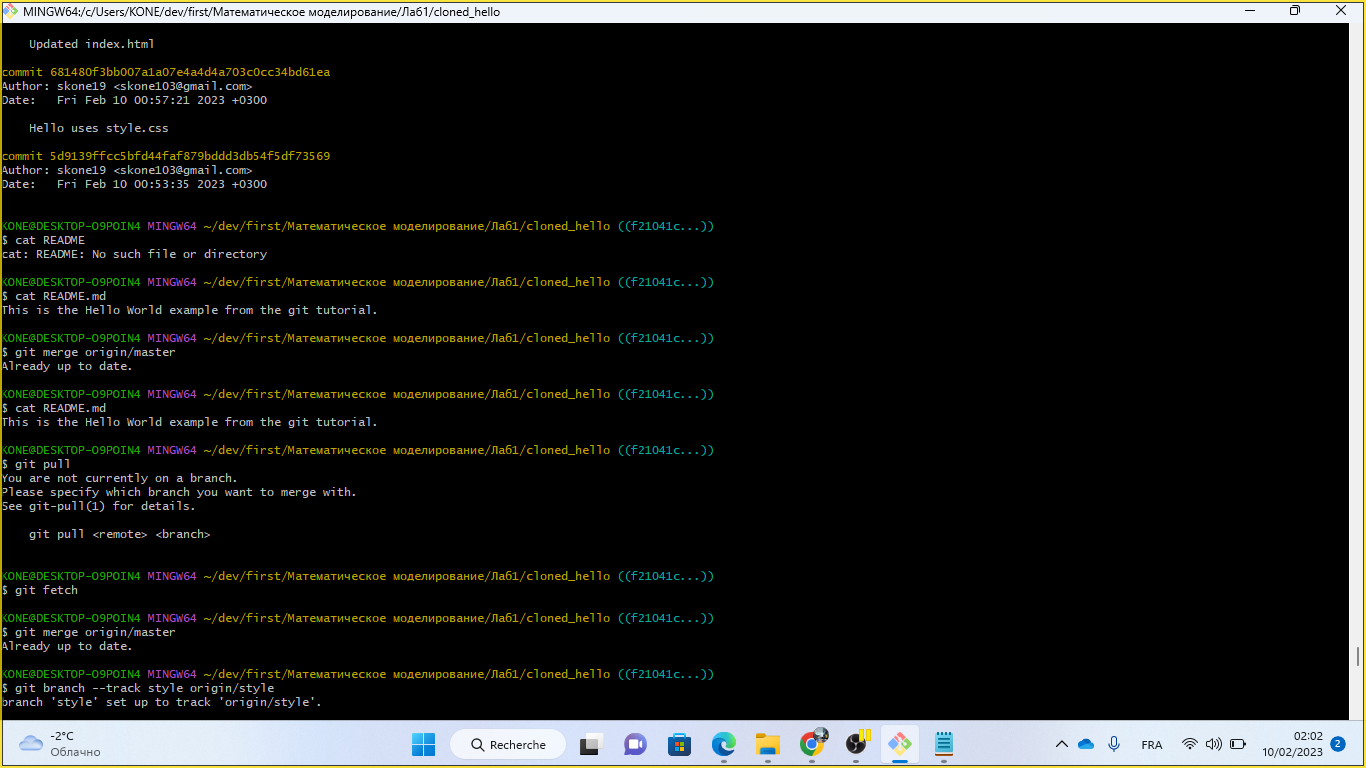 MINGW64:/c/Users/KONE/dev/first/Математическое моделирование/Лаб1/cloned_hello
Updated index.html
commit 681480f3bb007a1a07e4a4d4a703c0cc34bd61ea
Author: skone19 <skone103@gmail.com>
Date:   Fri Feb 10 00:57:21 2023 +0300
Hello uses style.css
commit 5d9139ffcc5bfd44faf879bddd3db54f5df73569
Author: skone19 <skone103@gmail.com>
Date:   Fri Feb 10 00:53:35 2023 +0300
KONE@DESKTOP-O9POIN4 MINGW64 ~/dev/first/Математическое моделирование/Лаб1/cloned_hello ((f21041c...))
$ cat README
cat: README: No such file or directory
KONE@DESKTOP-O9POIN4 MINGW64 ~/dev/first/Математическое моделирование/Лаб1/cloned_hello ((f21041c...))
$ cat README.md
This is the Hello World example from the git tutorial.
KONE@DESKTOP-O9POIN4 MINGW64 ~/dev/first/Математическое моделирование/Лаб1/cloned_hello ((f21041c...))
$ git merge origin/master
Already up to date.
KONE@DESKTOP-O9POIN4 MINGW64 ~/dev/first/Математическое моделирование/Лаб1/cloned_hello ((f21041c...))
$ cat README.md
This is the Hello World example from the git tutorial.
KONE@DESKTOP-O9POIN4 MINGW64 ~/dev/first/Математическое моделирование/Лаб1/cloned_hello ((f21041c...))
$ git pull
You are not currently on a branch.
Please specify which branch you want to merge with.
See git-pull(1) for details.
git pull <remote> <branch>
KONE@DESKTOP-O9POIN4 MINGW64 ~/dev/first/Математическое моделирование/Лаб1/cloned_hello ((f21041c...))
$ git fetch
KONE@DESKTOP-O9POIN4 MINGW64 ~/dev/first/Математическое моделирование/Лаб1/cloned_hello ((f21041c...))
$ git merge origin/master
Already up to date.
KONE@DESKTOP-O9POIN4 MINGW64 ~/dev/first/Математическое моделирование/Лаб1/cloned_hello ((f21041c...))
$ git branch --track style origin/style
branch 'style' set up to track 'origin/style'.
-2°C
Облачно
Recherche
FRA
02:02
10/02/2023
2